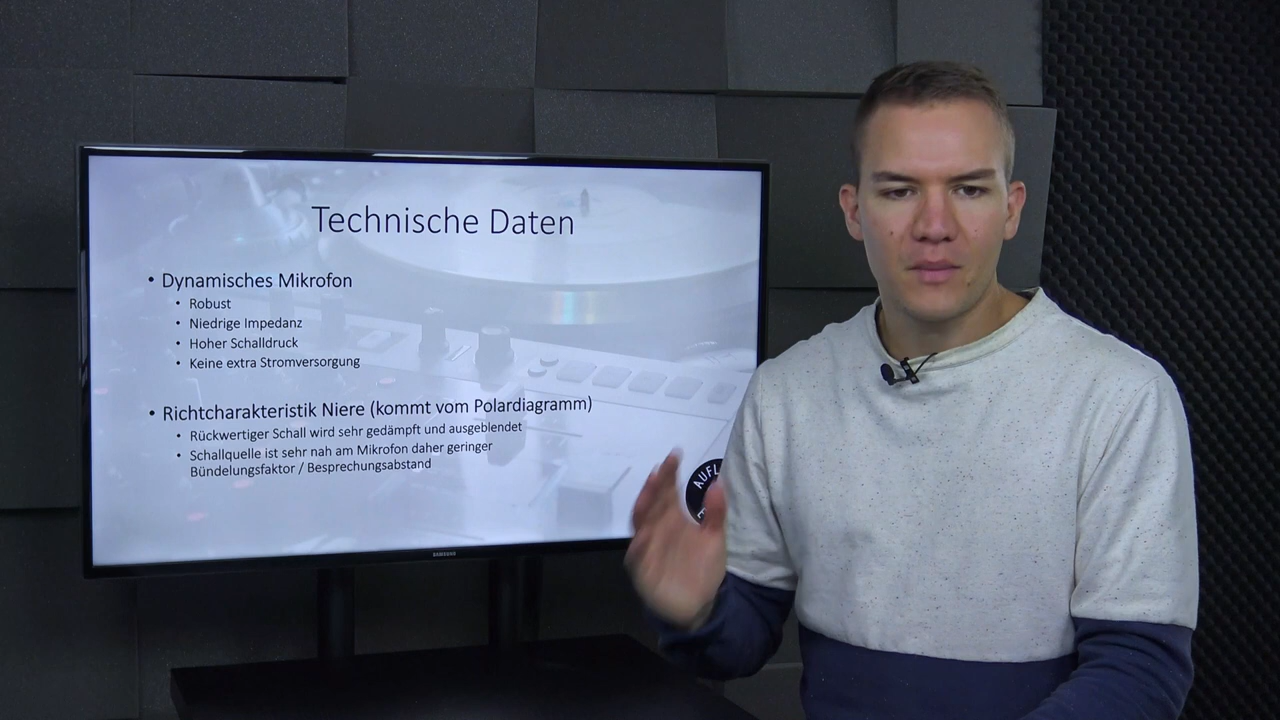 Technische Daten
• Dynamisches Mikrofon
• Robust
• Niedrige Impedanz
• Hoher Schalldruck
• Keine extra Stromversorgung
• Richtcharakteristik Niere (kommt vom Polardiagramm)
• Rückwertiger Schall wird sehr gedämpft und ausgeblendet
• Schallquelle ist sehr nah am Mikrofon daher geringer
Bündelungsfaktor / Besprechungsabstand
AUFL
SAMSUNG